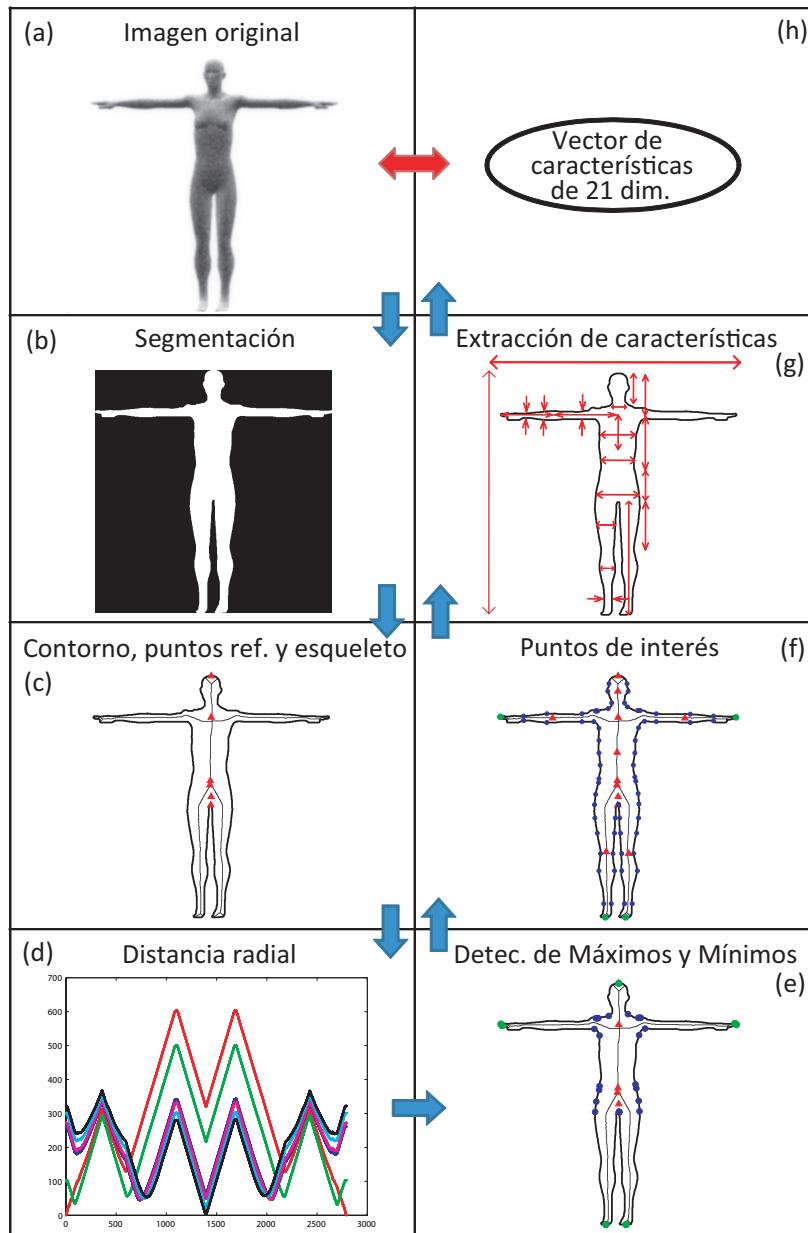 (a)
Imagen original
(h)
Vector de
características
de 21 dim.
(b)
Segmentación
Extracción de características
(g)
Contorno, puntos ref. y esqueleto
(c)
Puntos de interés
(f)
(d)
Distancia radial
700
600
500
400
300
200
100
0
0
500
1000
1500
2000
2500
3000
Detec. de Máximos y Mínimos
(e)